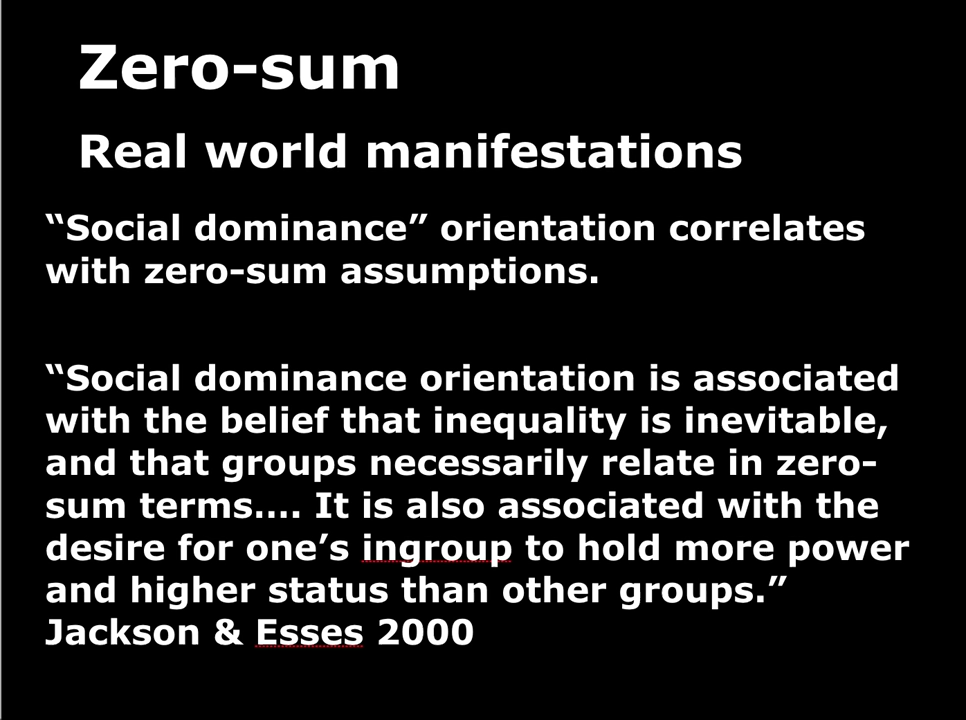 Zero-sum
Real world manifestations
“Social dominance” orientation correlates
with zero-sum assumptions.
“Social dominance orientation is associated
with the belief that inequality is inevitable,
and that groups necessarily relate in zero-
sum terms…. It is also associated with the
desire for one’s ingroup to hold more power
and higher status than other groups.”
Jackson & Esses 2000